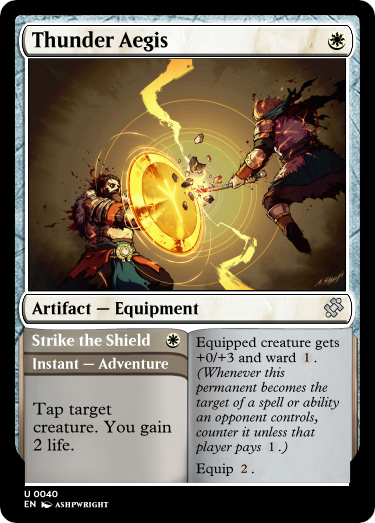 Thunder Aegis
Artifact — Equipment
Strike the Shield
Instant — Adventure
Tap target
creature. You gain
2 life.
Equipped creature gets
+0/+3 and ward 1.
(Whenever this
permanent becomes the
target of a spell or ability
an opponent controls,
counter it unless that
player pays 1.)
Equip 2.
U 0040
EN ASHPWRIGHT